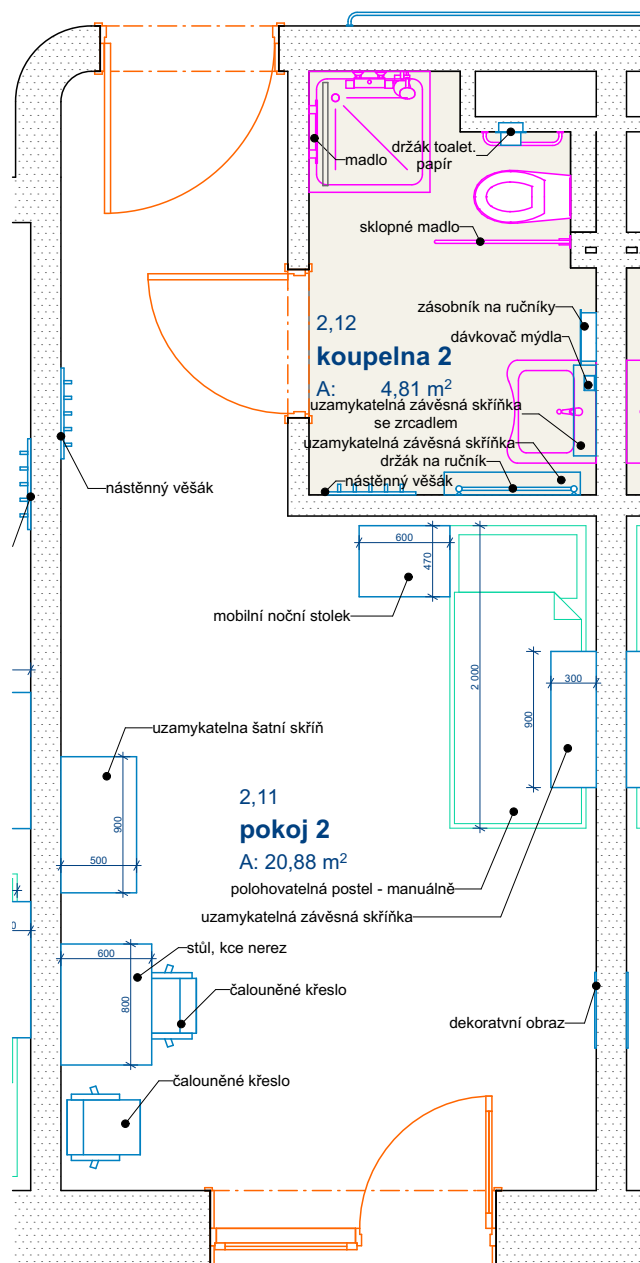 madlo
držák toalet.
papír
sklopné madlo
zásobník na ručníky
2,12
dávkovač mýdla
koupelna 2
A: 4,81 m²
uzamykatelná závěsná skříňka
se zrcadlem
uzamykatelná závěsná skříňka
držák na ručník
nástěnný věšák
nástěnný věšák
600
470
mobilní noční stolek
2 000
300
900
uzamykatelna šatní skříň
2,11
pokoj 2
A: 20,88 m²
900
500
polohovatelná postel - manuálně
uzamykatelná závěsná skříňka
stůl, kce nerez
600
800
čalouněné křeslo
dekoratvní obraz
čalouněné křeslo